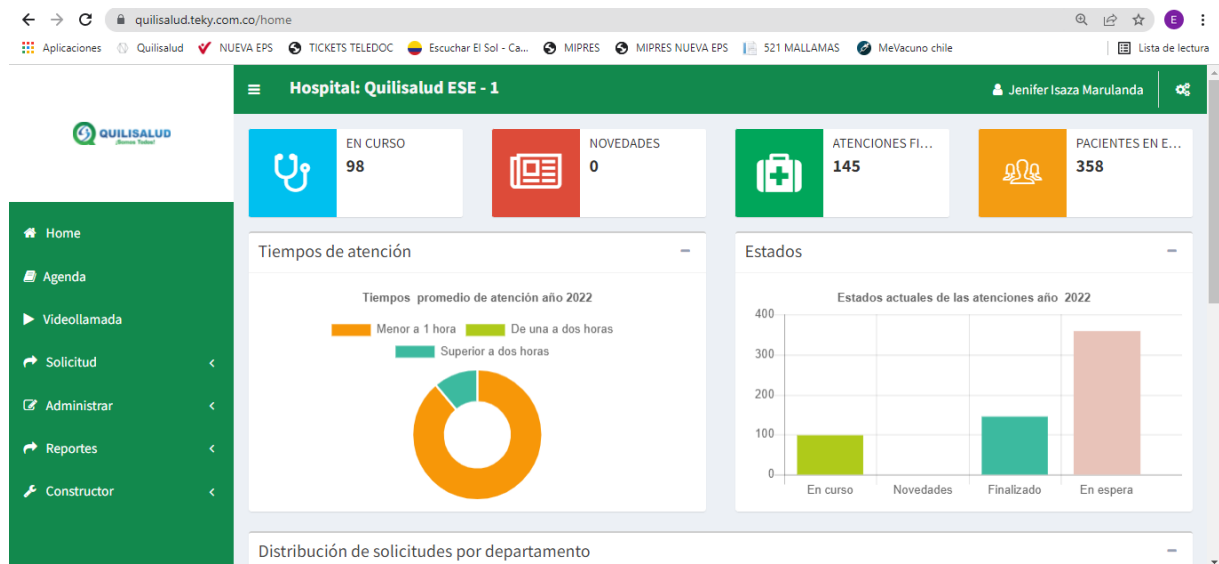 quilisalud.teky.com.co/home
E
Aplicaciones Quilisalud NUEVA EPS TICKETS TELEDOC Escuchar El Sol - Ca... MIPRES MIPRES NUEVA EPS 521 MALLAMAS MeVacuno chile Lista de lectura
Hospital: Quilisalud ESE - 1 Jenifer Isaza Marulanda
QUILISALUD
¡Somos Todos!
Home
Agenda
Videollamada
Solicitud
Administrar
Reportes
Constructor
EN CURSO
98
NOVEDADES
0
ATENCIONES FI...
145
PACIENTES EN E...
358
Tiempos de atención
Tiempos promedio de atención año 2022
Menor a 1 hora De una a dos horas
Superior a dos horas
Estados
Estados actuales de las atenciones año 2022
400
300
200
100
0
En curso Novedades Finalizado En espera
Distribución de solicitudes por departamento